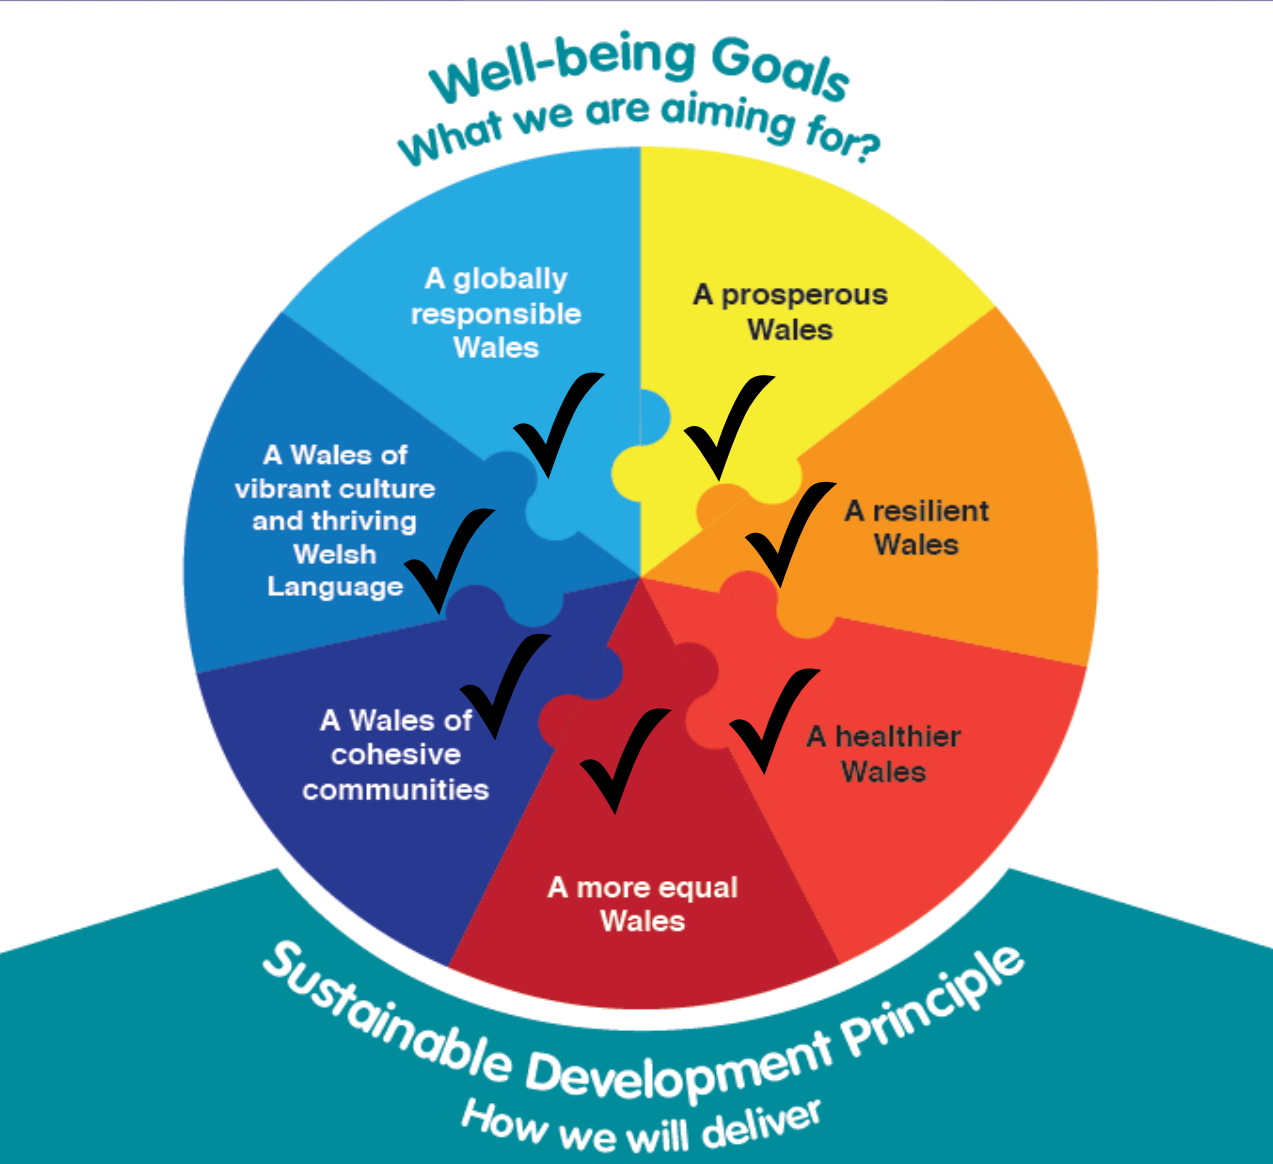 Well-being Goals
What we are aiming for?
A globally
responsible
Wales
A prosperous
Wales
A resilient
Wales
A healthier
Wales
A more equal
Wales
A Wales of
cohesive
communities
A Wales of
vibrant culture
and thriving
Welsh
Language
Sustainable Development Principle
How we will deliver